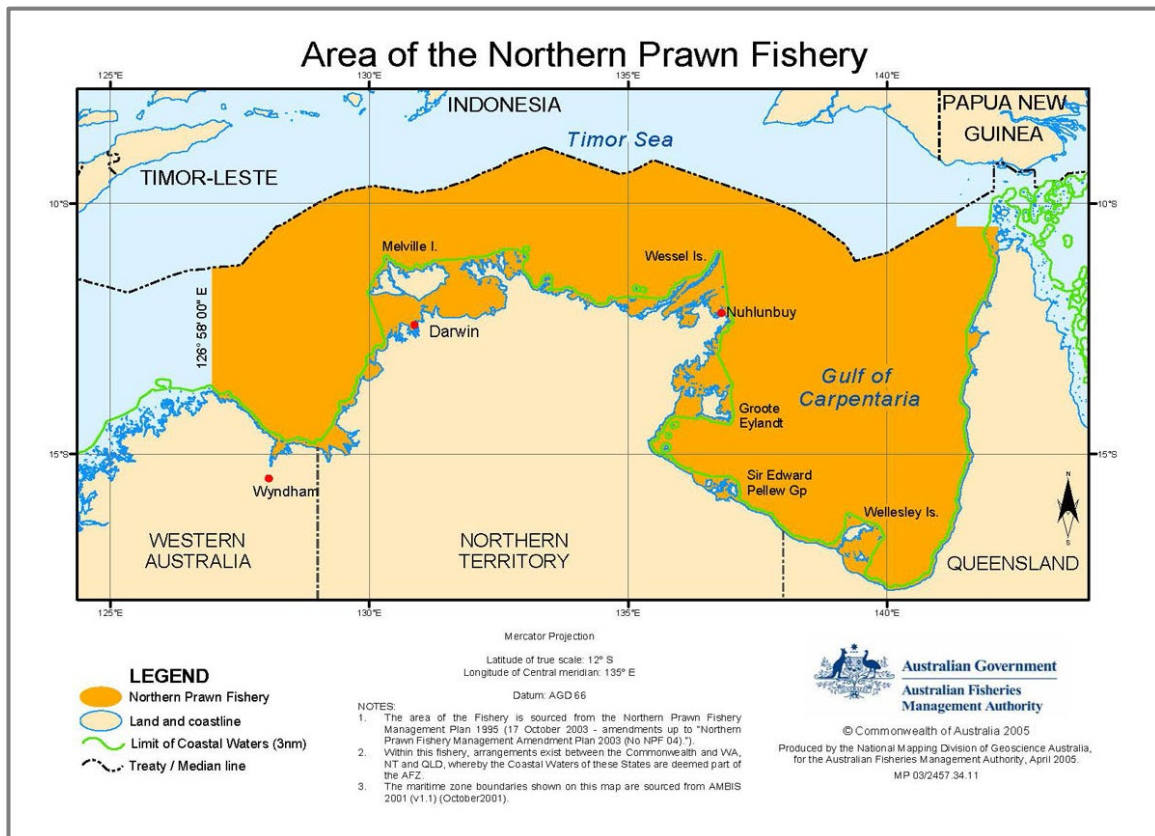 Area of the Northern Prawn Fishery
125°E
130°E
135°E
140°E
INDONESIA
PAPUA NEW
GUINEA
Timor Sea
TIMOR-LESTE
10°S
10°S
Melville I.
Wessel Is.
126° 58' 00" E
Nuhlunbuy
Darwin
Gulf of
Carpentaria
Groote
Eylandt
15°S
15°S
Sir Edward
Pellew Gp
Wyndham
N
Wellesley Is.
S
WESTERN
AUSTRALIA
NORTHERN
TERRITORY
QUEENSLAND
125°E
130°E
135°E
140°E
LEGEND
Northern Prawn Fishery
Land and coastline
Limit of Coastal Waters (3nm)
Treaty / Median line
Mercator Projection
Latitude of true scale: 12° S
Longitude of Central meridian: 135° E
Datum: AGD 66
NOTES:
1. The area of the Fishery is sourced from the Northern Prawn Fishery
Management Plan 1995 (17 October 2003 - amendments up to "Northern
Prawn Fishery Management Amendment Plan 2003 (No NPF 04).").
2. Within this fishery, arrangements exist between the Commonwealth and WA,
NT and QLD, whereby the Coastal Waters of these States are deemed part of
the AFZ.
3. The maritime zone boundaries shown on this map are sourced from AMBIS
2001 (v1.1) (October2001).
Australian Government
Australian Fisheries
Management Authority
© Commonwealth of Australia 2005
Produced by the National Mapping Division of Geoscience Australia,
for the Australian Fisheries Management Authority, April 2005.
MP 03/2457.34.11